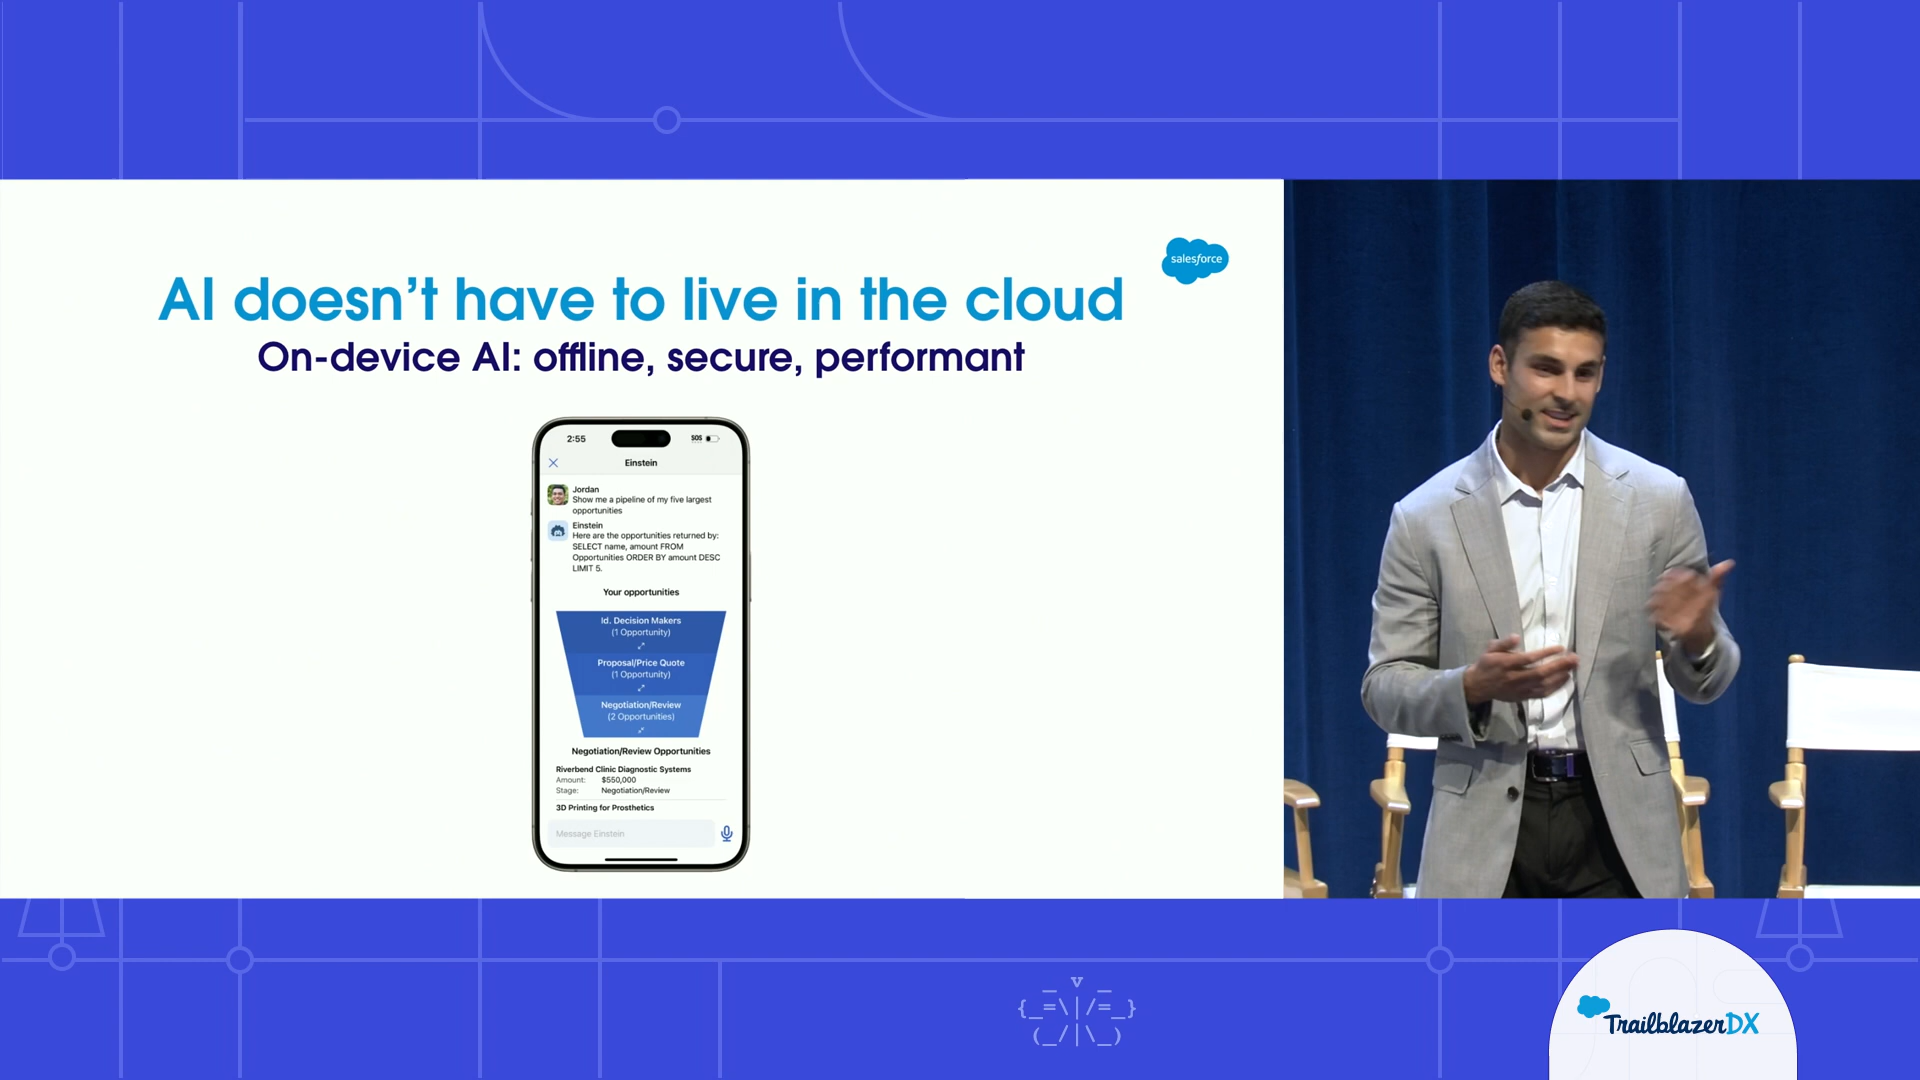 salesforce
AI doesn't have to live in the cloud
On-device AI: offline, secure, performant
2:55
SOS
Einstein
Jordan
Show me a pipeline of my five largest
opportunities
Einstein
Here are the opportunities returned by:
SELECT name, amount FROM
Opportunities ORDER BY amount DESC
LIMIT 5.
Your opportunities
Id. Decision Makers
(1 Opportunity)
Proposal/Price Quote
(1 Opportunity)
Negotiation/Review
(2 Opportunities)
Negotiation/Review Opportunities
Riverbend Clinic Diagnostic Systems
Amount: $550,000
Stage: Negotiation/Review
3D Printing for Prosthetics
Message Einstein
_ v _
{_=\|/=_}
(_/|\_)
TrailblazerDX